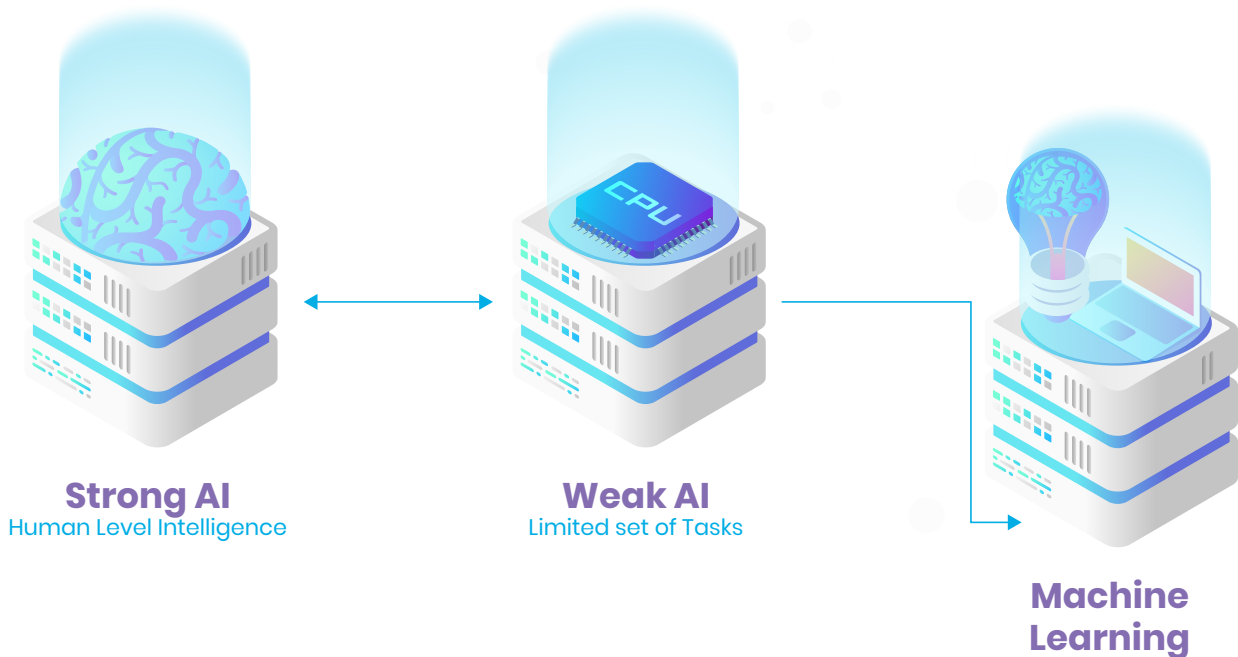 CPU
Strong AI
Human Level Intelligence
Weak AI
Limited set of Tasks
Machine
Learning